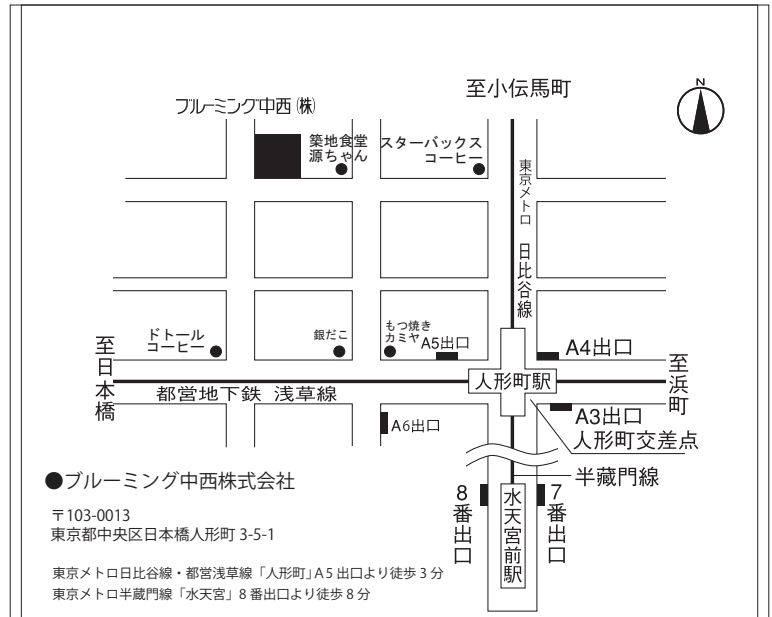 至小伝馬町
N
ブルーミング中西 ㈱
築地食堂
源ちゃん
スターバックス
コーヒー
東京メトロ 日比谷線
ドトール
コーヒー
銀だこ
もつ焼き
カミヤ
A5出口
A4出口
至日本橋
人形町駅
至浜町
都営地下鉄 浅草線
A6出口
A3出口
人形町交差点
半蔵門線
8番出口
水天宮前駅
7番出口
●ブルーミング中西株式会社
〒103-0013
東京都中央区日本橋人形町 3-5-1
東京メトロ日比谷線・都営浅草線「人形町」A5 出口より徒歩 3 分
東京メトロ半蔵門線「水天宮」8 番出口より徒歩 8 分